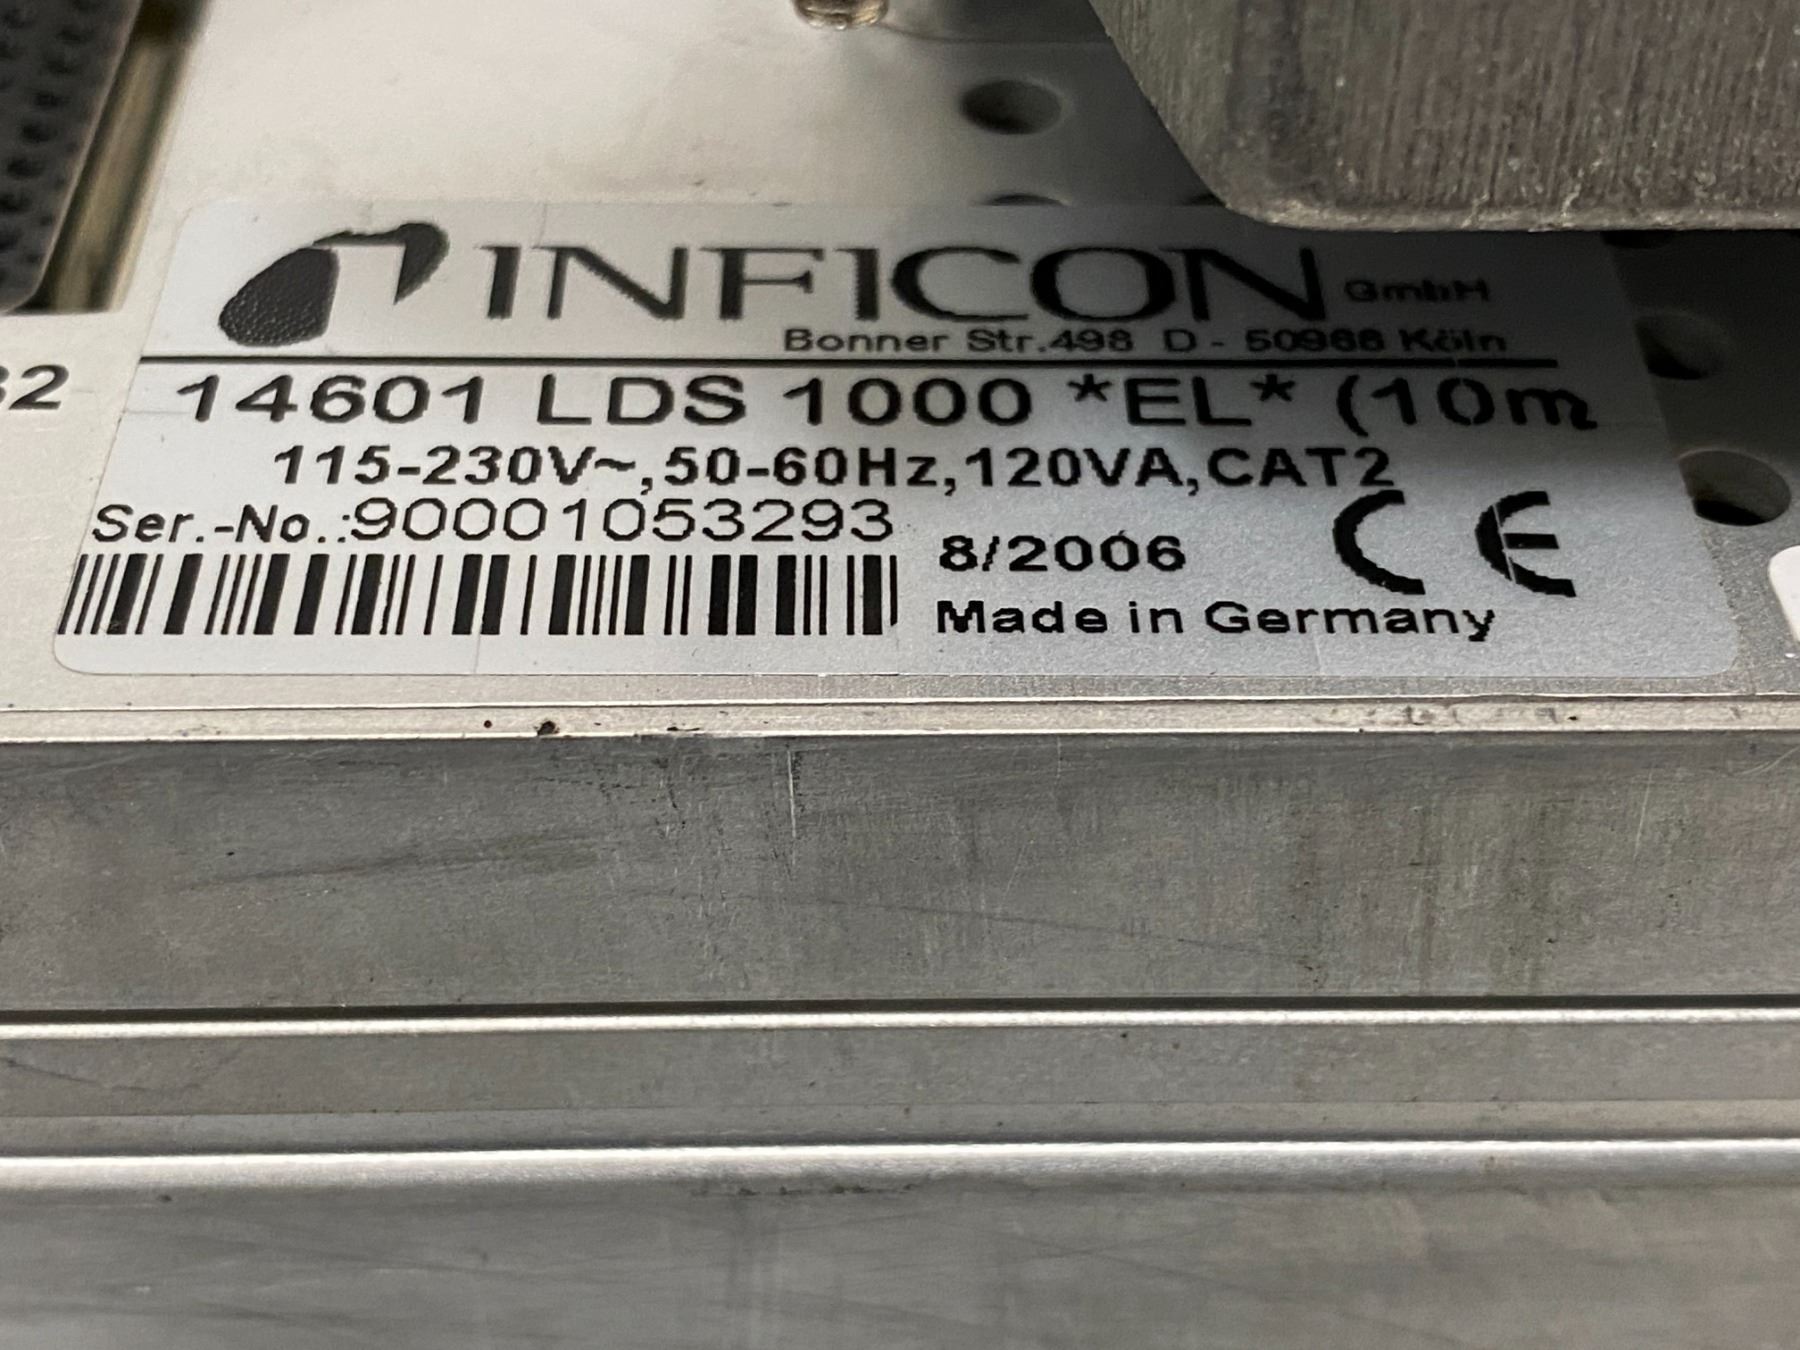 INFICON GmbH
Bonner Str.498 D - 50968 Köln
14601 LDS 1000 *EL* (10m
115-230V~,50-60Hz,120VA,CAT2
Ser.-No.:90001053293
8/2006 CE
Made in Germany